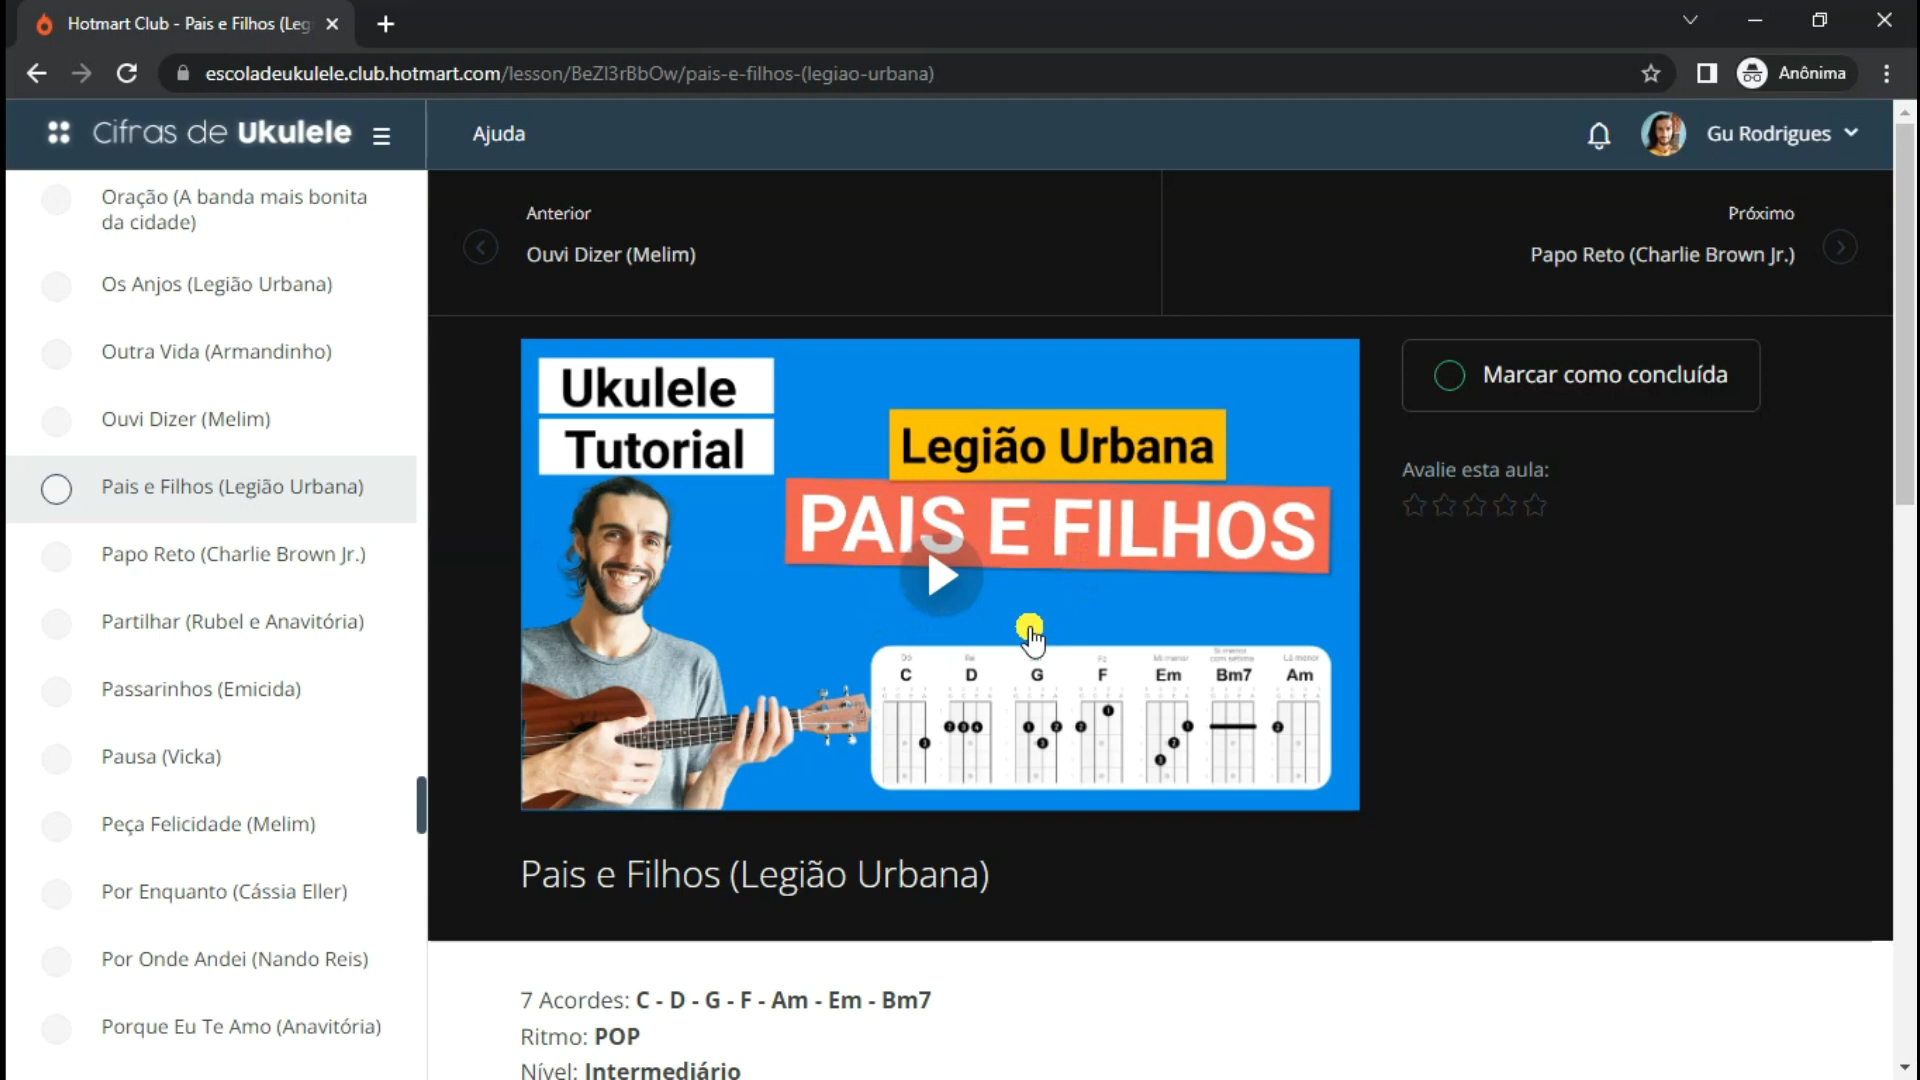 Hotmart Club - Pais e Filhos (Leg
escoladeukulele.club.hotmart.com/lesson/BeZl3rBbOw/pais-e-filhos-(legiao-urbana)
Anônima
Cifras de Ukulele
Ajuda
Gu Rodrigues
Oração (A banda mais bonita
da cidade)
Os Anjos (Legião Urbana)
Outra Vida (Armandinho)
Ouvi Dizer (Melim)
Pais e Filhos (Legião Urbana)
Papo Reto (Charlie Brown Jr.)
Partilhar (Rubel e Anavitória)
Passarinhos (Emicida)
Pausa (Vicka)
Peça Felicidade (Melim)
Por Enquanto (Cássia Eller)
Por Onde Andei (Nando Reis)
Porque Eu Te Amo (Anavitória)
Anterior
Ouvi Dizer (Melim)
Próximo
Papo Reto (Charlie Brown Jr.)
Ukulele
Tutorial
Legião Urbana
PAIS E FILHOS
C D G F Em Bm7 Am
Marcar como concluída
Avalie esta aula:
Pais e Filhos (Legião Urbana)
7 Acordes: C - D - G - F - Am - Em - Bm7
Ritmo: POP
Nível: Intermediário